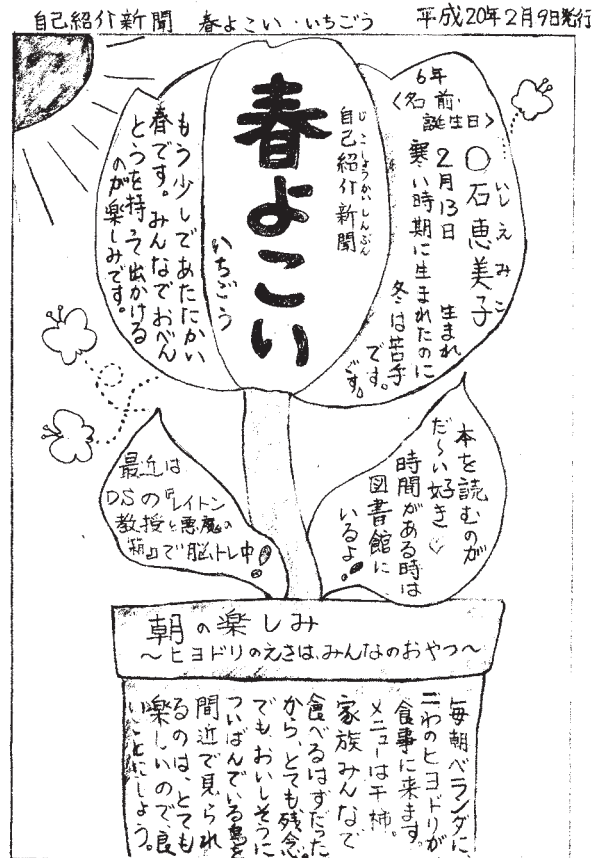 自己紹介新聞　春よこい・いちごう　平成20年2月9日発行
6年
〈名前・
誕生日〉
〇石恵美子
いしえみこ
2月13日　生まれ
寒い時期に生まれたのに
冬は苦手
です。
です。
じこしょうかいしんぶん
自己紹介新聞
春よこい
いちごう
もう少しであたたかい
春です。みんなでおべん
とうを持って出かける
のが楽しみです。
本を読むのが
だ〜い好き♡
時間がある時は
図書館に
いるよ!
最近は
DSの『レイトン
教授と悪魔の
箱』で脳トレ中!
朝の楽しみ
〜ヒヨドリのえさは、みんなのおやつ〜
毎朝ベランダに、
二わのヒヨドリが
食事に来ます。
メニューは干柿。
家族みんなで
食べるはずだった
から、とても残念。
でも、おいしそうに
ついばんでいる鳥を
間近で見られ
るのは、とても
楽しいので、良
いことにしよう。